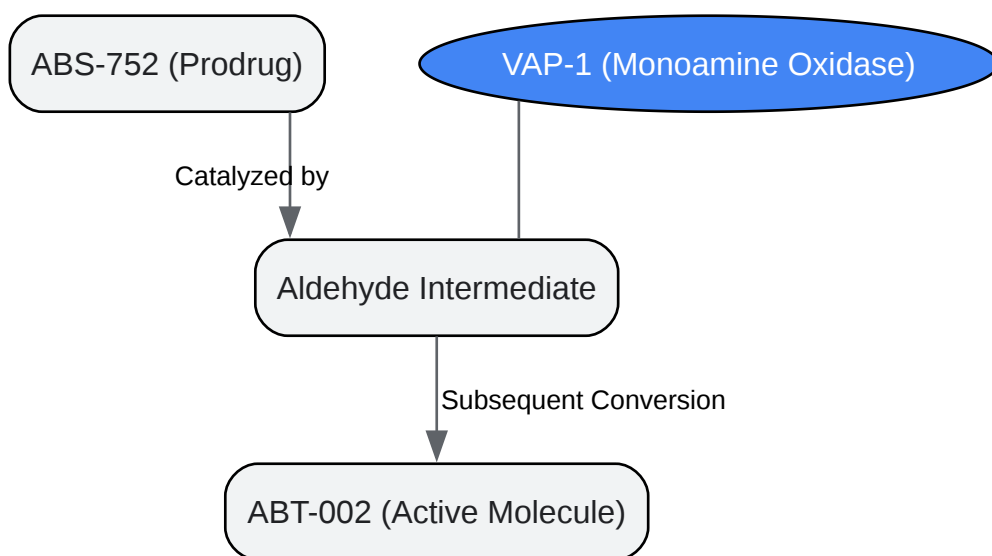 ABS-752 (Prodrug)
VAP-1 (Monoamine Oxidase)
Catalyzed by
Aldehyde Intermediate
Subsequent Conversion
ABT-002 (Active Molecule)